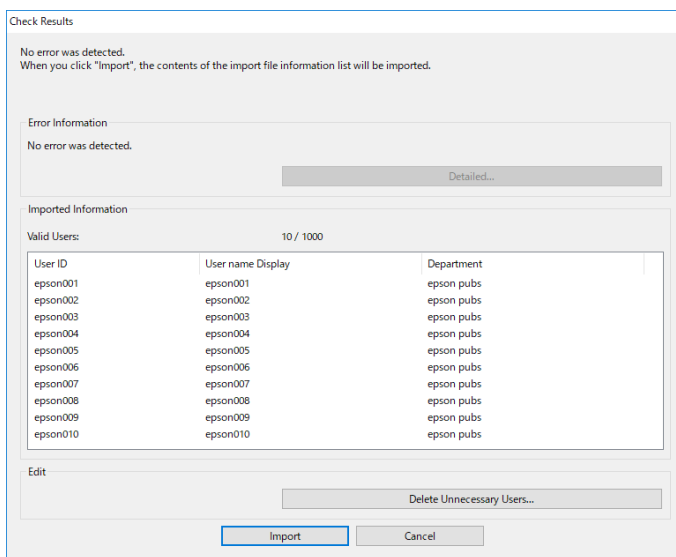 Check Results
No error was detected.
When you click "Import", the contents of the import file information list will be imported.
Error Information
No error was detected.
Detailed...
Imported Information
Valid Users: 10 / 1000
User ID User name Display Department
epson001 epson001 epson pubs
epson002 epson002 epson pubs
epson003 epson003 epson pubs
epson004 epson004 epson pubs
epson005 epson005 epson pubs
epson006 epson006 epson pubs
epson007 epson007 epson pubs
epson008 epson008 epson pubs
epson009 epson009 epson pubs
epson010 epson010 epson pubs
Edit
Delete Unnecessary Users...
Import Cancel